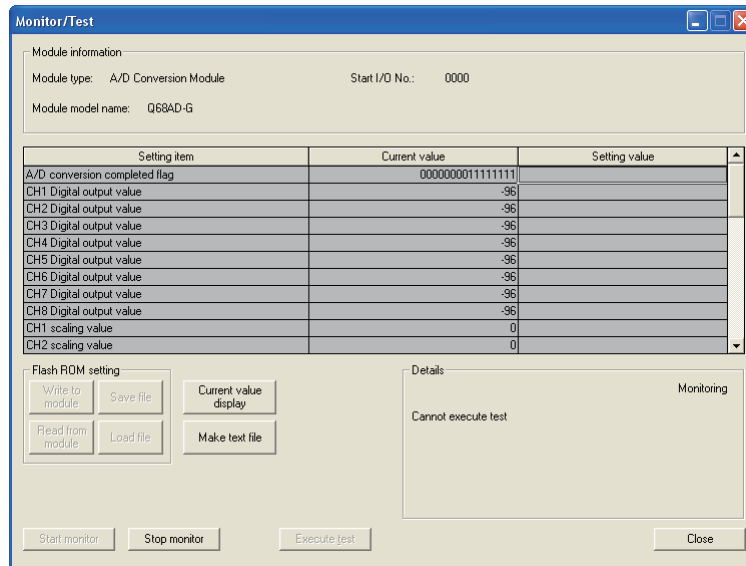 Monitor/Test
Module information
Module type: A/D Conversion Module Start I/O No.: 0000
Module model name: Q68AD-G
Setting item Current value Setting value
A/D conversion completed flag 0000000011111111
CH1 Digital output value -96
CH2 Digital output value -96
CH3 Digital output value -96
CH4 Digital output value -96
CH5 Digital output value -96
CH6 Digital output value -96
CH7 Digital output value -96
CH8 Digital output value -96
CH1 scaling value 0
CH2 scaling value 0
Flash ROM setting
Write to module
Save file
Current value display
Read from module
Load file
Make text file
Details
Monitoring
Cannot execute test
Start monitor Stop monitor Execute test Close